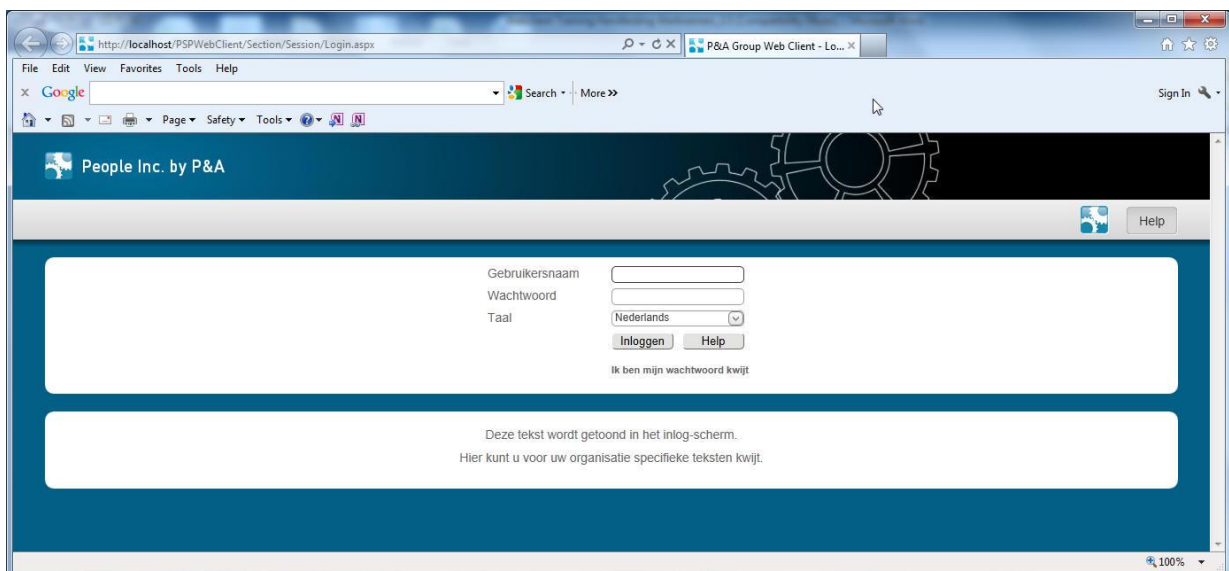 http://localhost/PSPWebClient/Section/Session/Login.aspx
P&A Group Web Client - Lo...
File Edit View Favorites Tools Help
x Google Search More >> Sign In
Page Safety Tools
People Inc. by P&A
Help
Gebruikersnaam
Wachtwoord
Taal Nederlands
Inloggen Help
Ik ben mijn wachtwoord kwijt
Deze tekst wordt getoond in het inlog-scherm.
Hier kunt u voor uw organisatie specifieke teksten kwijt.
100%